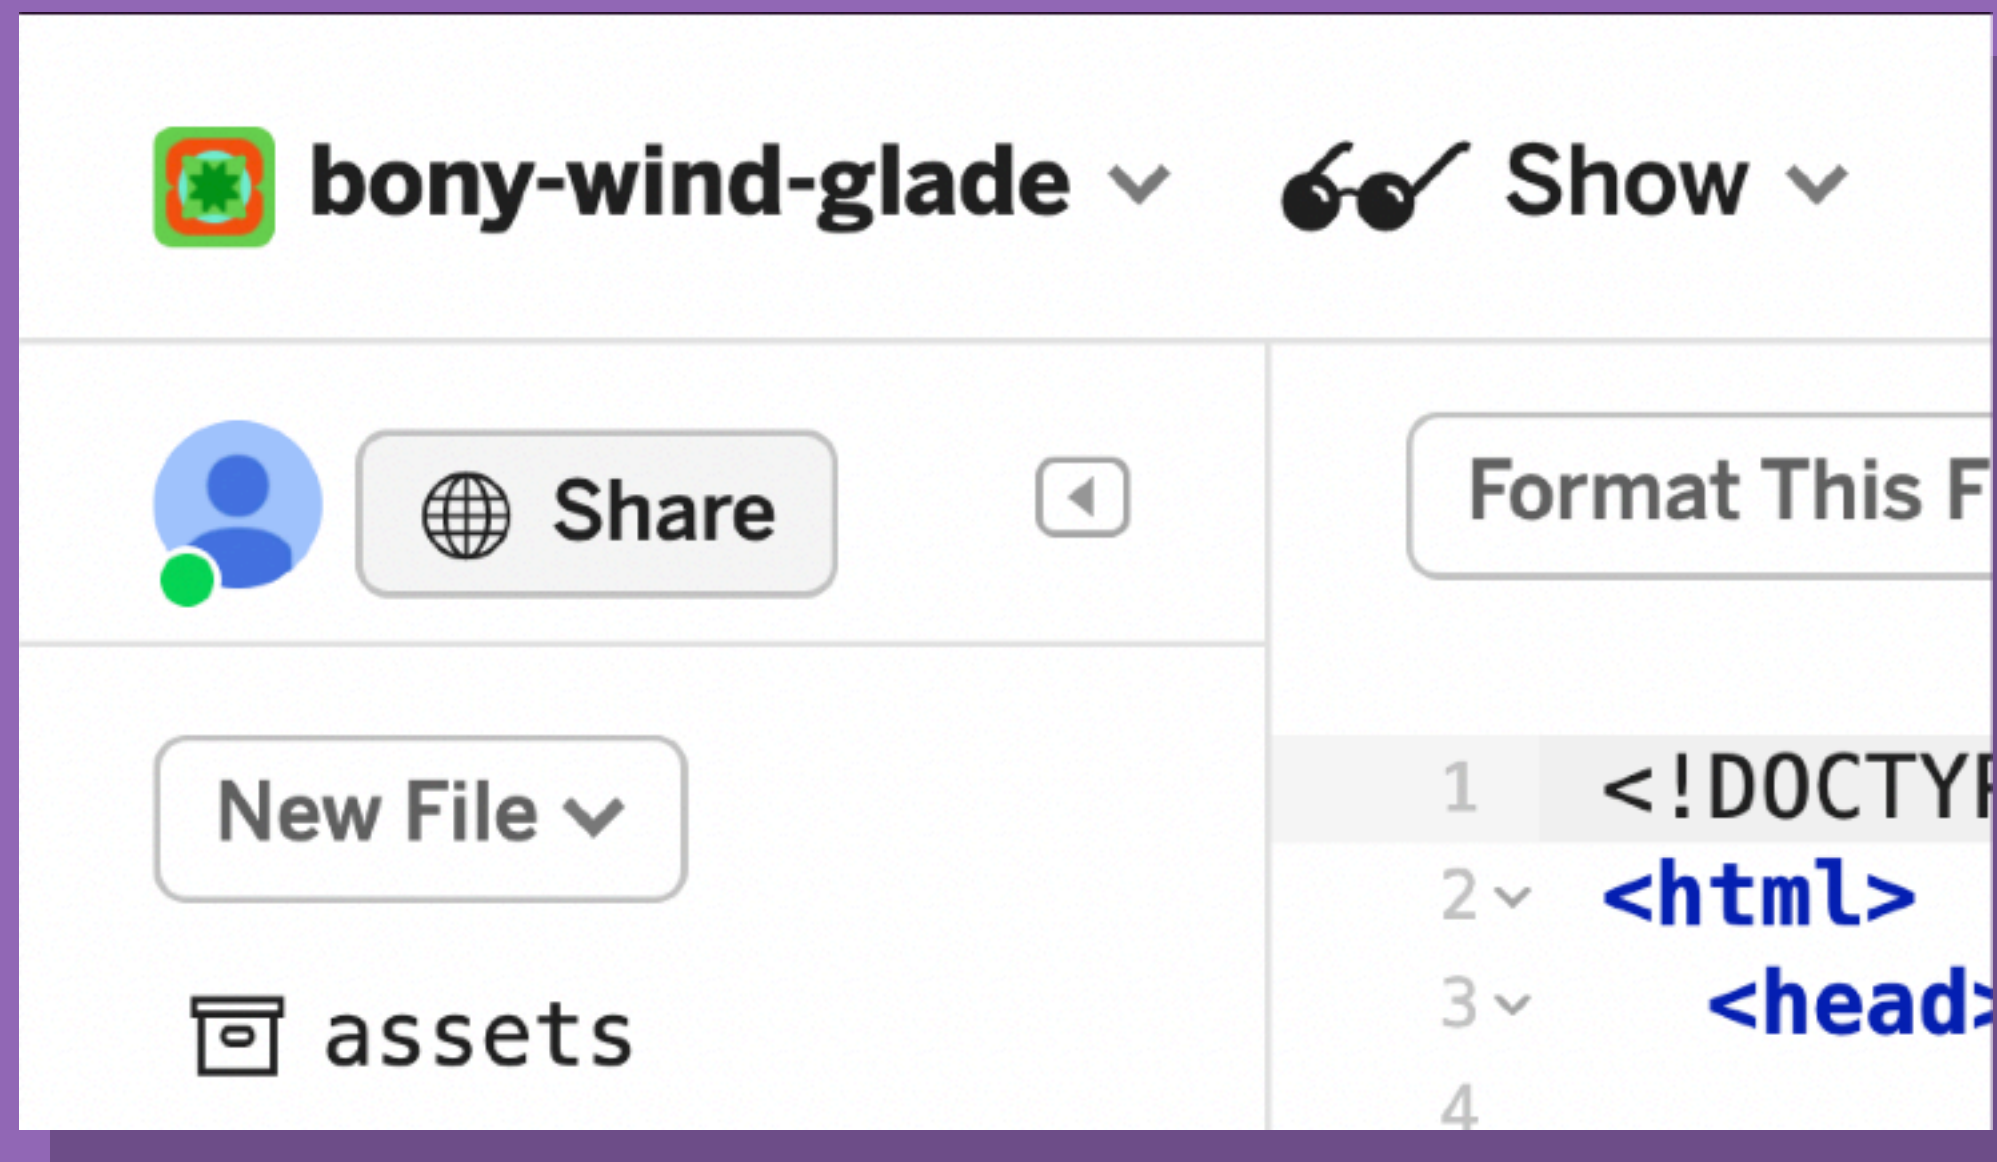 bony-wind-glade Show
Share
Format This F
New File
assets
1 <!DOCTYP
2 <html>
3 <head>
4